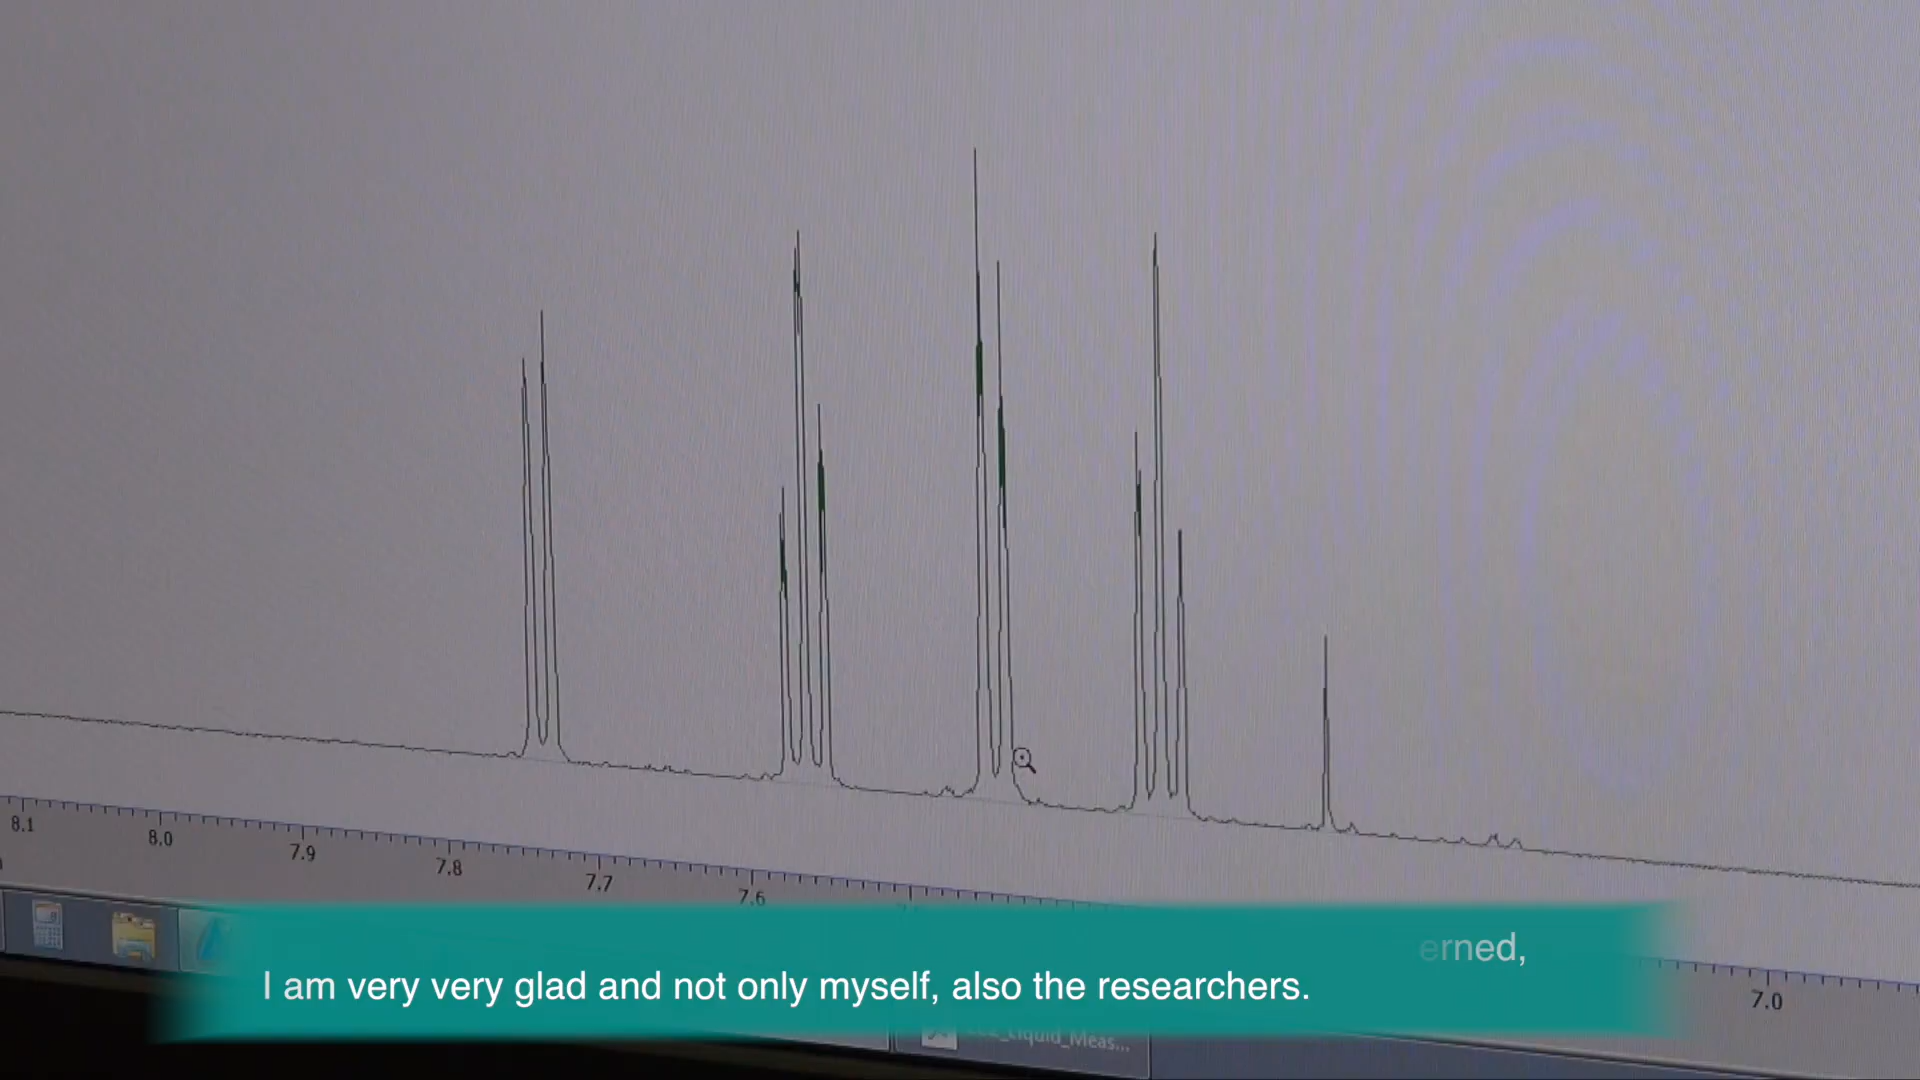 8.1
8.0
7.9
7.8
7.7
7.6
7.0
erned,
I am very very glad and not only myself, also the researchers.
Liquid_Meas...